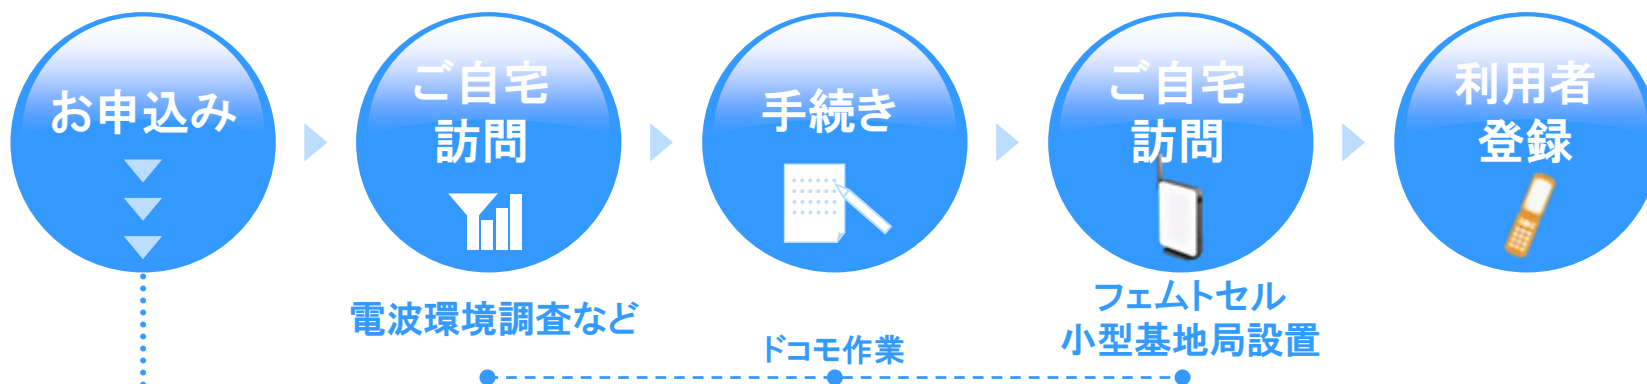 お申込み
ご自宅
訪問
手続き
ご自宅
訪問
利用者
登録
電波環境調査など
フェムトセル
小型基地局設置
ドコモ作業